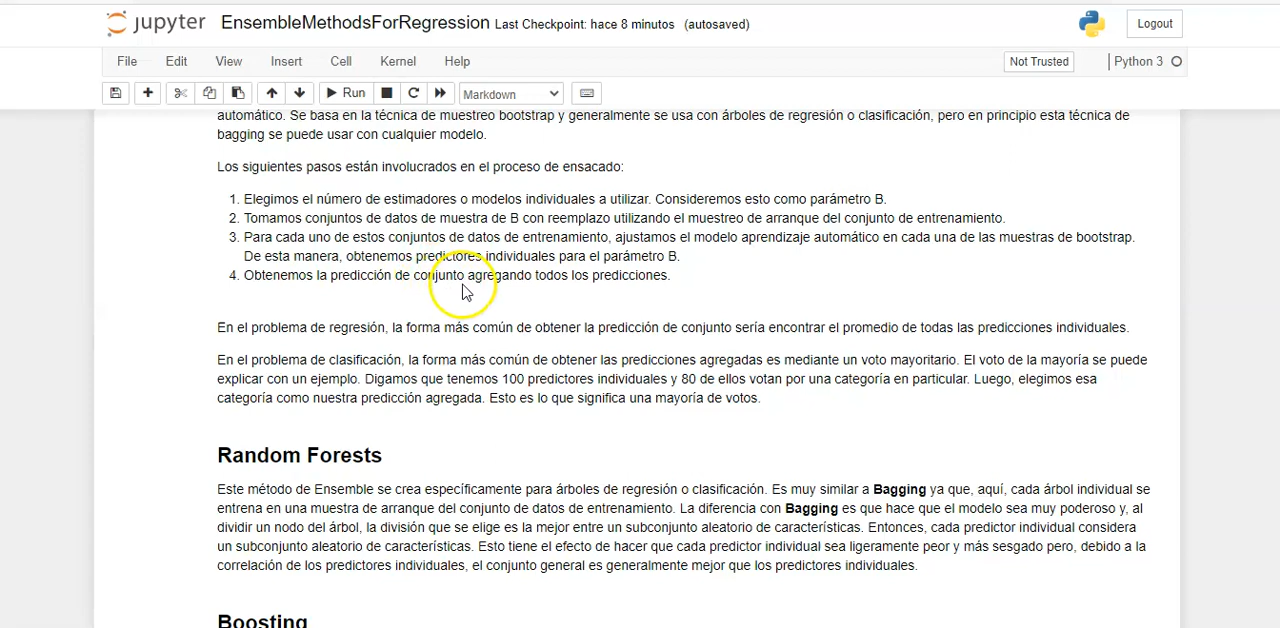 jupyter EnsembleMethodsForRegression Last Checkpoint: hace 8 minutos (autosaved) Logout
File Edit View Insert Cell Kernel Help Not Trusted Python 3
Run Markdown
automático. Se basa en la técnica de muestreo bootstrap y generalmente se usa con árboles de regresión o clasificación, pero en principio esta técnica de
bagging se puede usar con cualquier modelo.
Los siguientes pasos están involucrados en el proceso de ensacado:
1. Elegimos el número de estimadores o modelos individuales a utilizar. Consideremos esto como parámetro B.
2. Tomamos conjuntos de datos de muestra de B con reemplazo utilizando el muestreo de arranque del conjunto de entrenamiento.
3. Para cada uno de estos conjuntos de datos de entrenamiento, ajustamos el modelo aprendizaje automático en cada una de las muestras de bootstrap.
De esta manera, obtenemos predictores individuales para el parámetro B.
4. Obtenemos la predicción de conjunto agregando todos los predicciones.
En el problema de regresión, la forma más común de obtener la predicción de conjunto sería encontrar el promedio de todas las predicciones individuales.
En el problema de clasificación, la forma más común de obtener las predicciones agregadas es mediante un voto mayoritario. El voto de la mayoría se puede
explicar con un ejemplo. Digamos que tenemos 100 predictores individuales y 80 de ellos votan por una categoría en particular. Luego, elegimos esa
categoría como nuestra predicción agregada. Esto es lo que significa una mayoría de votos.
Random Forests
Este método de Ensemble se crea específicamente para árboles de regresión o clasificación. Es muy similar a Bagging ya que, aquí, cada árbol individual se
entrena en una muestra de arranque del conjunto de datos de entrenamiento. La diferencia con Bagging es que hace que el modelo sea muy poderoso y, al
dividir un nodo del árbol, la división que se elige es la mejor entre un subconjunto aleatorio de características. Entonces, cada predictor individual considera
un subconjunto aleatorio de características. Esto tiene el efecto de hacer que cada predictor individual sea ligeramente peor y más sesgado pero, debido a la
correlación de los predictores individuales, el conjunto general es generalmente mejor que los predictores individuales.
Boosting